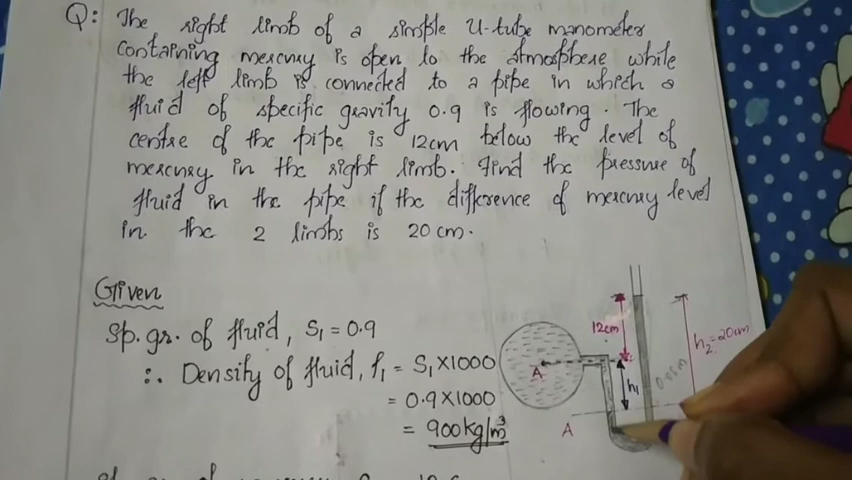 Q: The right limb of a simple U-tube manometer
containing mercury is open to the atmosphere while
the left limb is connected to a pipe in which a
fluid of specific gravity 0.9 is flowing. The
centre of the pipe is 12cm below the level of
mercury in the right limb. Find the pressure of
fluid in the pipe if the difference of mercury level
in the 2 limbs is 20 cm.
Given
Sp. gr. of fluid, S₁ = 0.9
∴ Density of fluid, ρ₁ = S₁ × 1000
= 0.9 × 1000
= 900 kg/m³
12cm
h₂ = 20cm
A
h₁
A